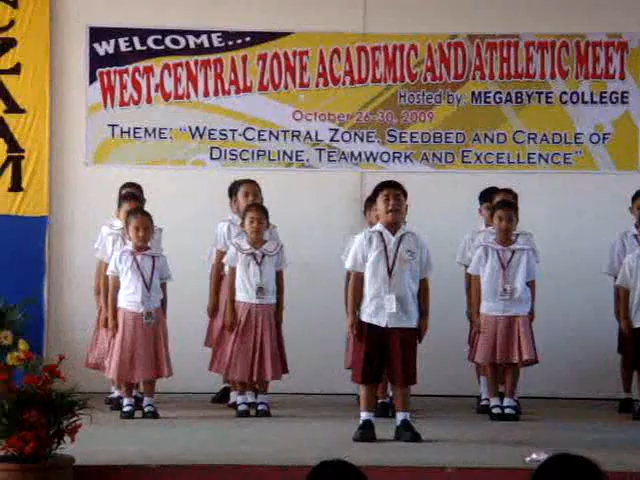 WELCOME...
WEST-CENTRAL ZONE ACADEMIC AND ATHLETIC MEET
Hosted by: MEGABYTE COLLEGE
October 26-30, 2009
THEME: "WEST-CENTRAL ZONE, SEEDBED AND CRADLE OF
DISCIPLINE, TEAMWORK AND EXCELLENCE"